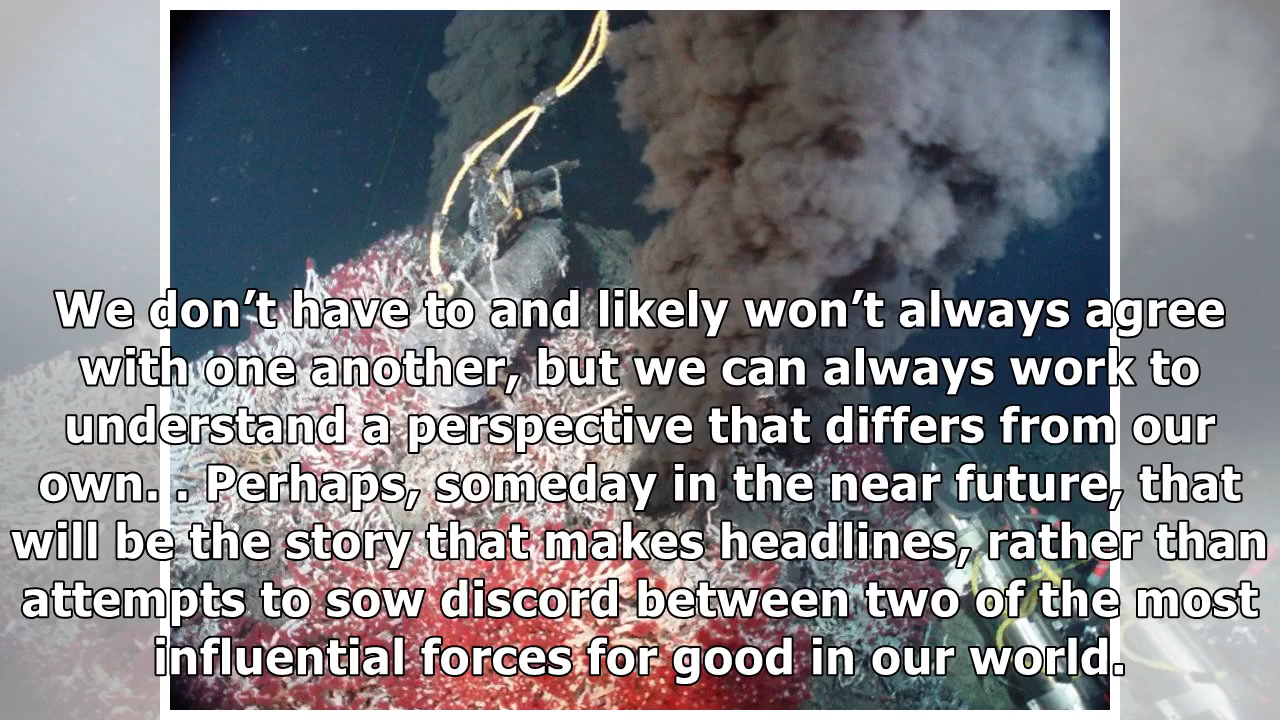 We don’t have to and likely won’t always agree
with one another, but we can always work to
understand a perspective that differs from our
own. . Perhaps, someday in the near future, that
will be the story that makes headlines, rather than
attempts to sow discord between two of the most
influential forces for good in our world.